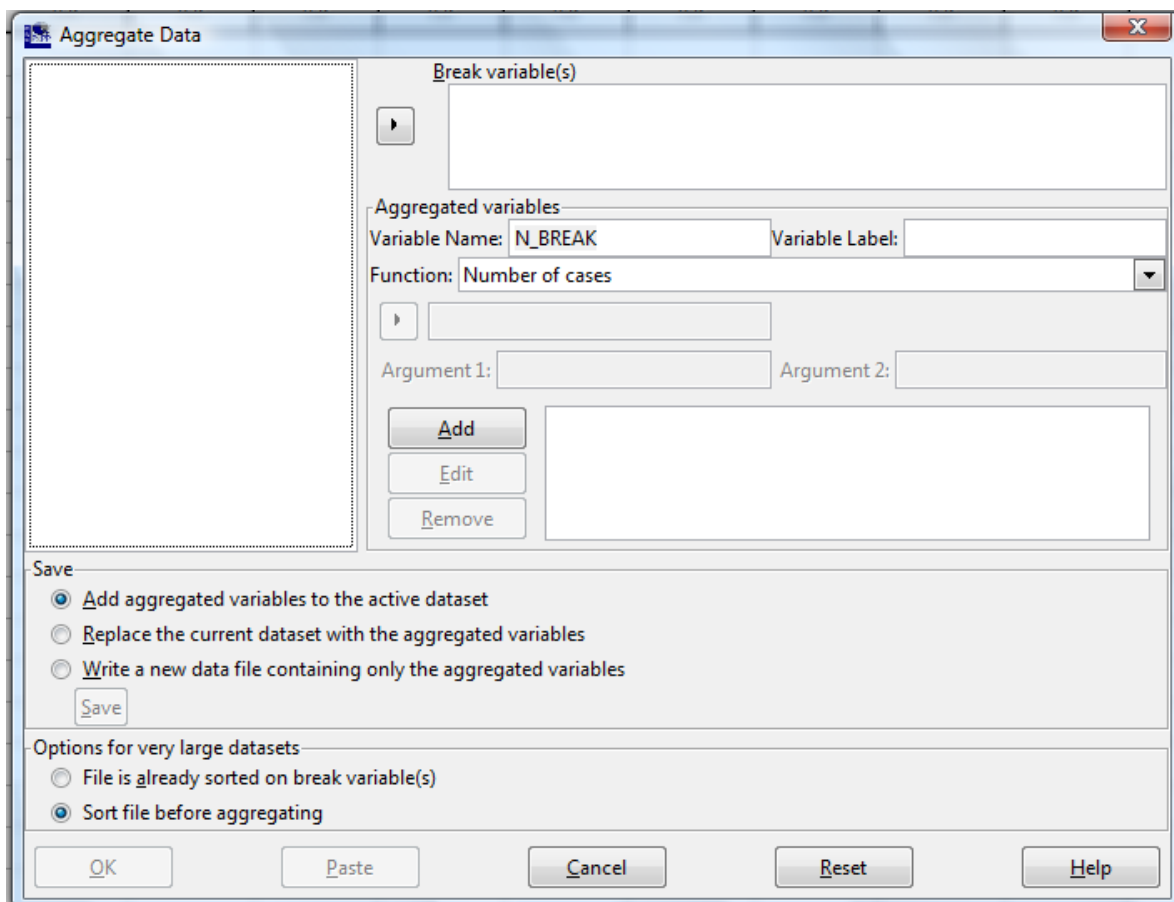 Aggregate Data
Break variable(s)
Aggregated variables
Variable Name: N_BREAK Variable Label:
Function: Number of cases
Argument 1: Argument 2:
Add
Edit
Remove
Save
Add aggregated variables to the active dataset
Replace the current dataset with the aggregated variables
Write a new data file containing only the aggregated variables
Save
Options for very large datasets
File is already sorted on break variable(s)
Sort file before aggregating
OK Paste Cancel Reset Help